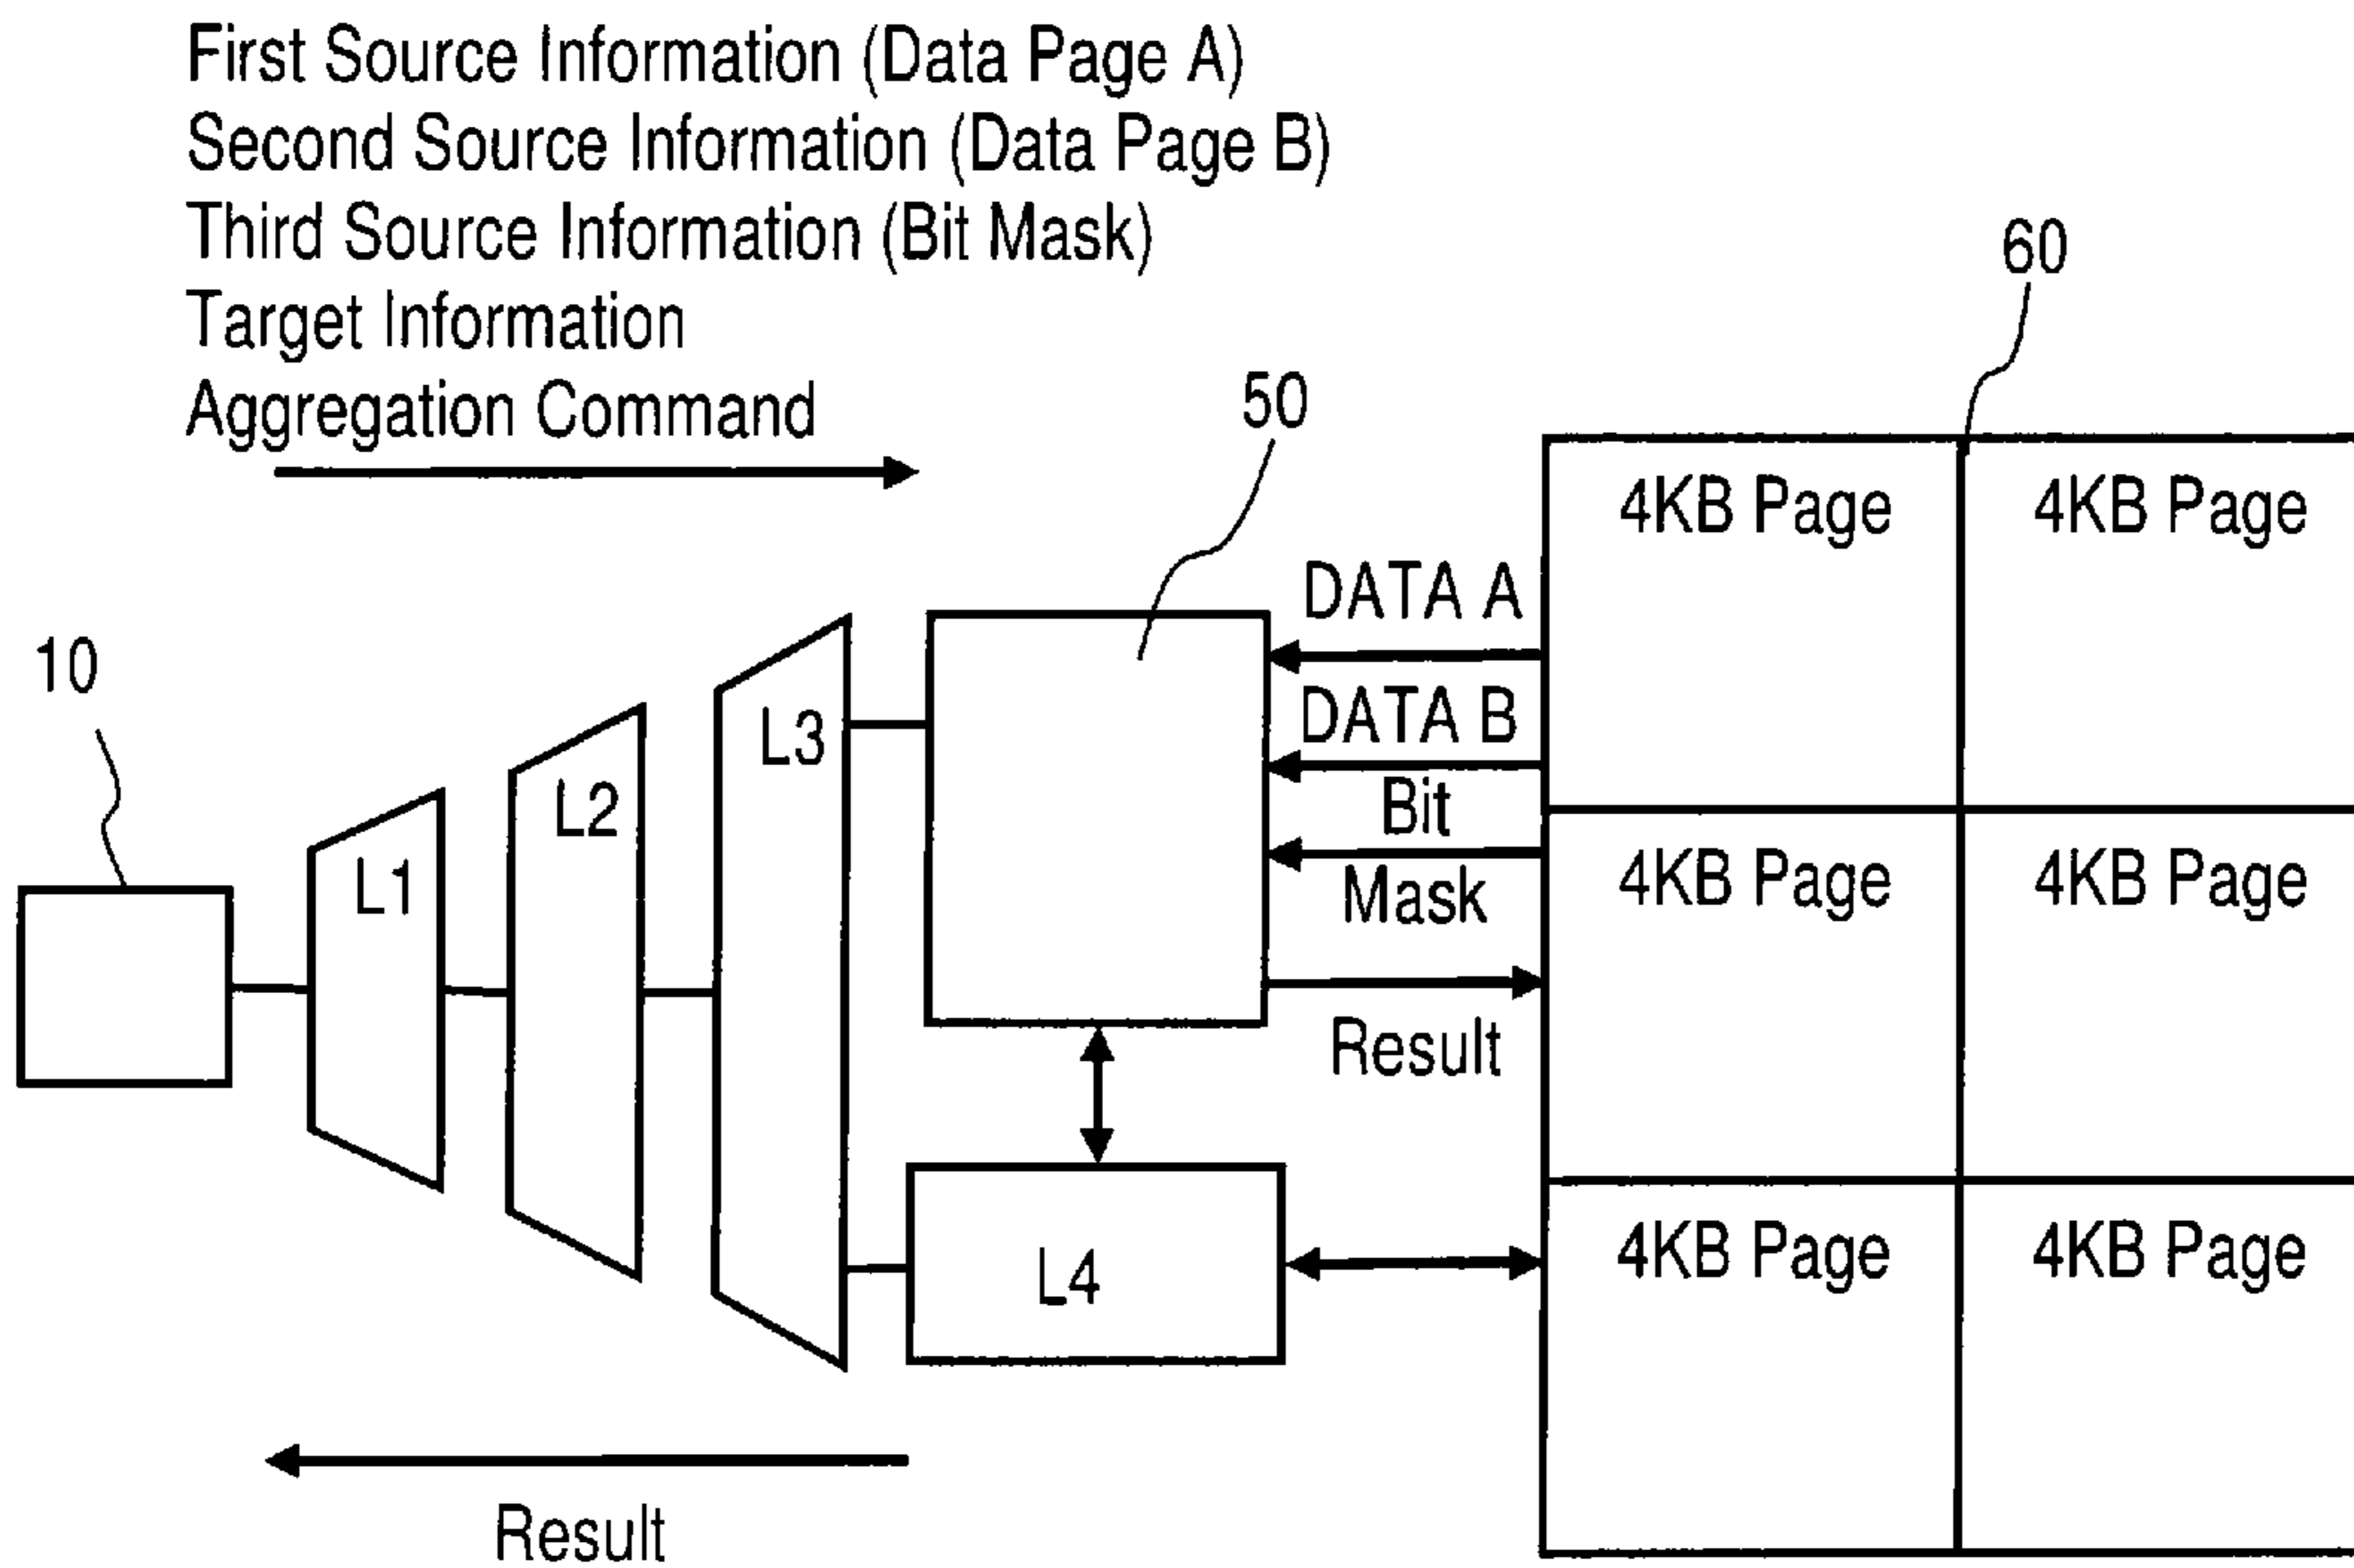 First Source Information (Data Page A)
Second Source Information (Data Page B)
Third Source Information (Bit Mask)
Target Information
Aggregation Command
60
50
4KB Page 4KB Page
DATA A
10
DATA B
L3
L2
Bit
L1
Mask
4KB Page 4KB Page
Result
L4
4KB Page 4KB Page
Result